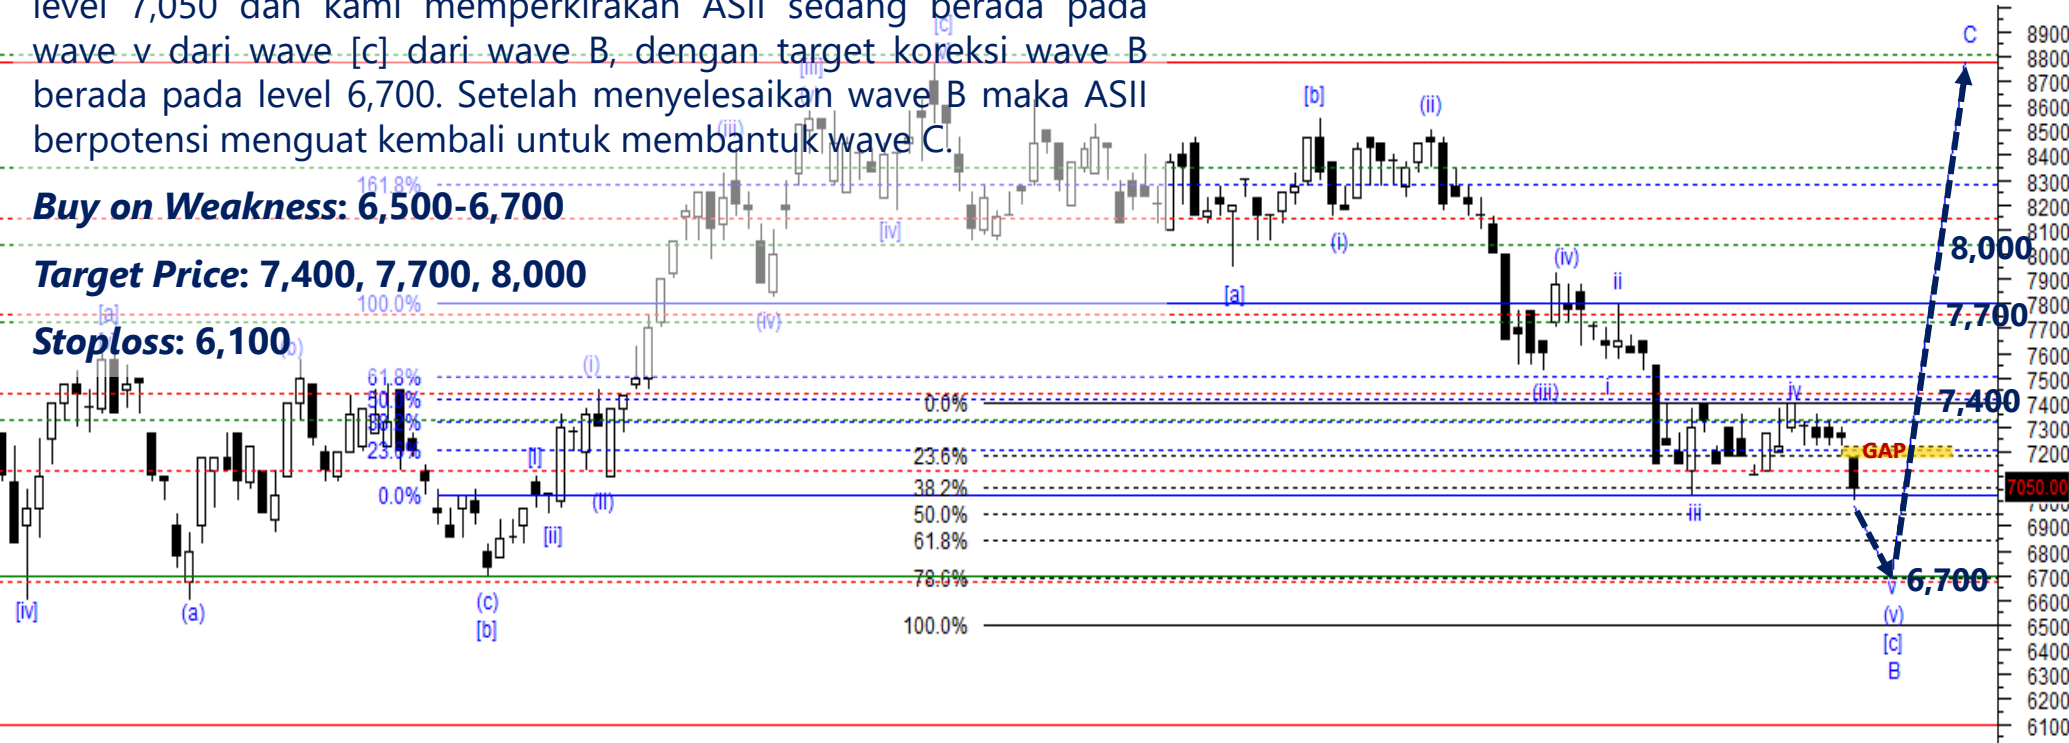 level 7,050 dan kami memperkirakan ASII sedang berada pada
wave v dari wave [c] dari wave B, dengan target koreksi wave B
berada pada level 6,700. Setelah menyelesaikan wave B maka ASII
berpotensi menguat kembali untuk membantuk wave C.
Buy on Weakness: 6,500-6,700
Target Price: 7,400, 7,700, 8,000
Stoploss: 6,100
[c]
[iii]
(iii)
[iv]
(iv)
[a]
(b)
(i)
[i]
(ii)
[ii]
[iv]
(a)
(c)
[b]
161.8%
100.0%
61.8%
50.0%
38.2%
23.6%
0.0%
0.0%
23.6%
38.2%
50.0%
61.8%
78.6%
100.0%
[a]
[b]
(i)
(ii)
(iii)
(iv)
i
ii
iii
iv
GAP
v
(v)
[c]
B
C
8,000
7,700
7,400
6,700
8900
8800
8700
8600
8500
8400
8300
8200
8100
8000
7900
7800
7700
7600
7500
7400
7300
7200
7050.00
7000
6900
6800
6700
6600
6500
6400
6300
6200
6100